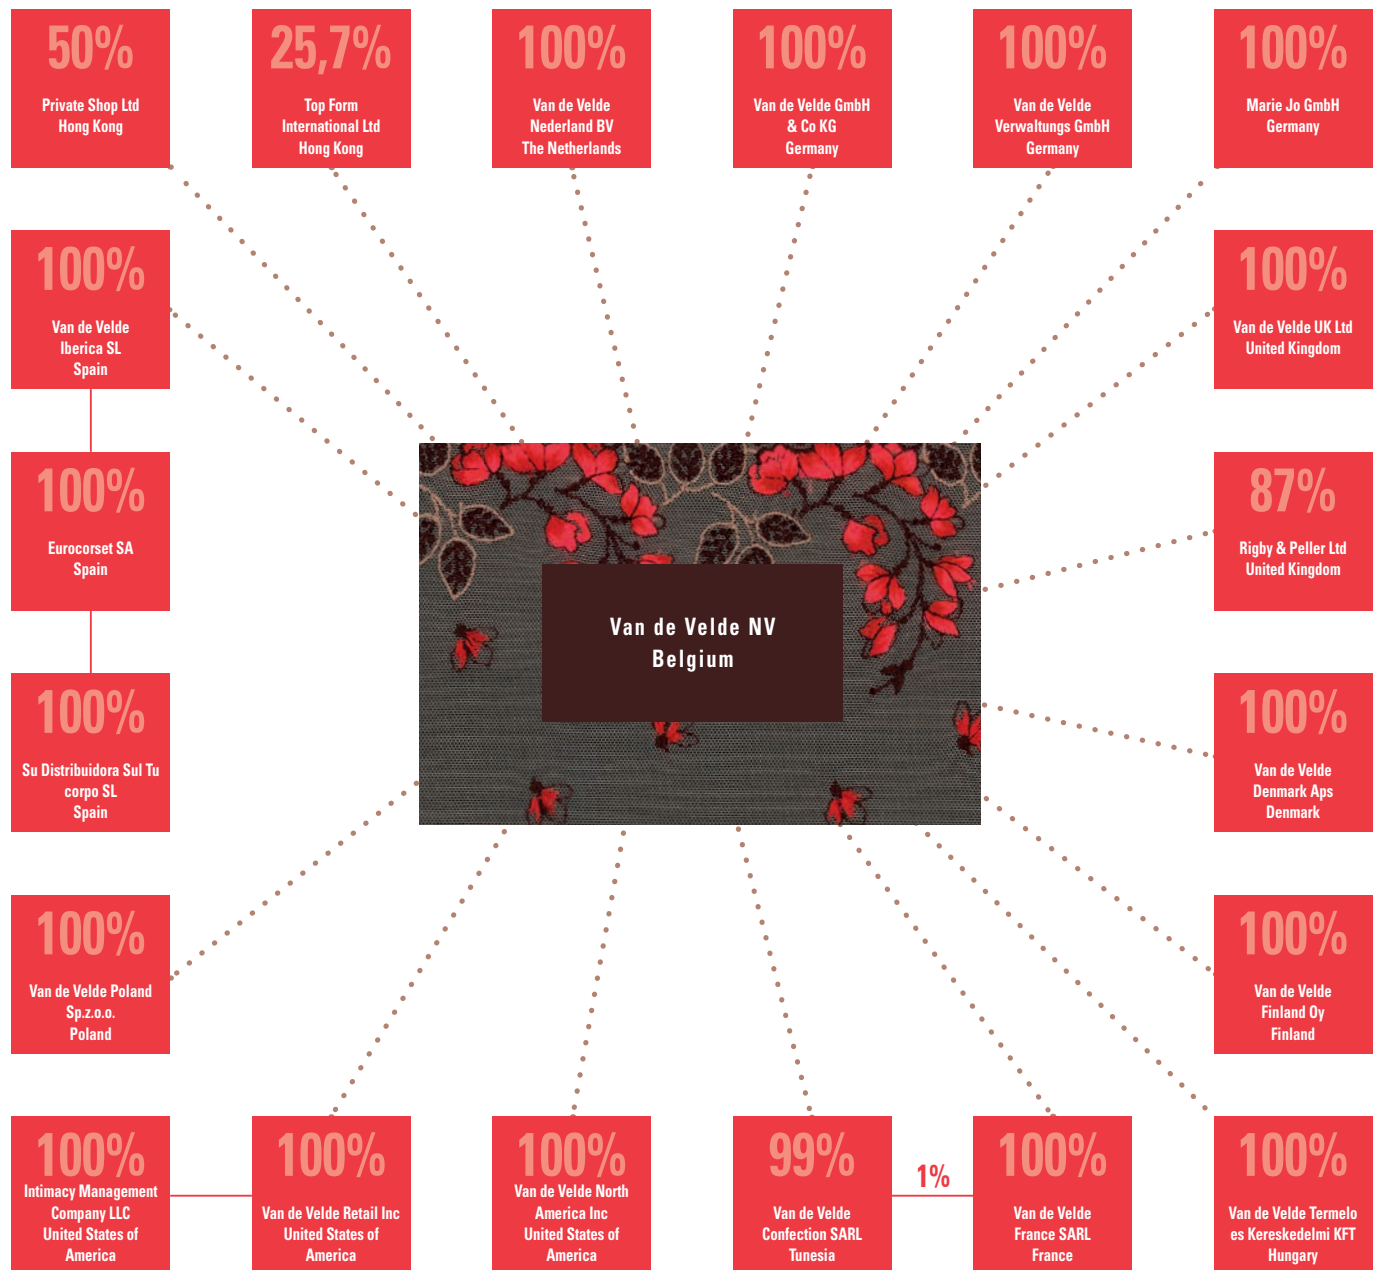 50%
Private Shop Ltd
Hong Kong
25,7%
Top Form
International Ltd
Hong Kong
100%
Van de Velde
Nederland BV
The Netherlands
100%
Van de Velde GmbH
& Co KG
Germany
100%
Van de Velde
Verwaltungs GmbH
Germany
100%
Marie Jo GmbH
Germany
100%
Van de Velde
Iberica SL
Spain
100%
Van de Velde UK Ltd
United Kingdom
100%
Eurocorset SA
Spain
87%
Rigby & Peller Ltd
United Kingdom
Van de Velde NV
Belgium
100%
Su Distribuidora Sul Tu
corpo SL
Spain
100%
Van de Velde
Denmark Aps
Denmark
100%
Van de Velde Poland
Sp.z.o.o.
Poland
100%
Van de Velde
Finland Oy
Finland
100%
Intimacy Management
Company LLC
United States of
America
100%
Van de Velde Retail Inc
United States of
America
100%
Van de Velde North
America Inc
United States of
America
99%
Van de Velde
Confection SARL
Tunesia
1%
100%
Van de Velde
France SARL
France
100%
Van de Velde Termelo
es Kereskedelmi KFT
Hungary